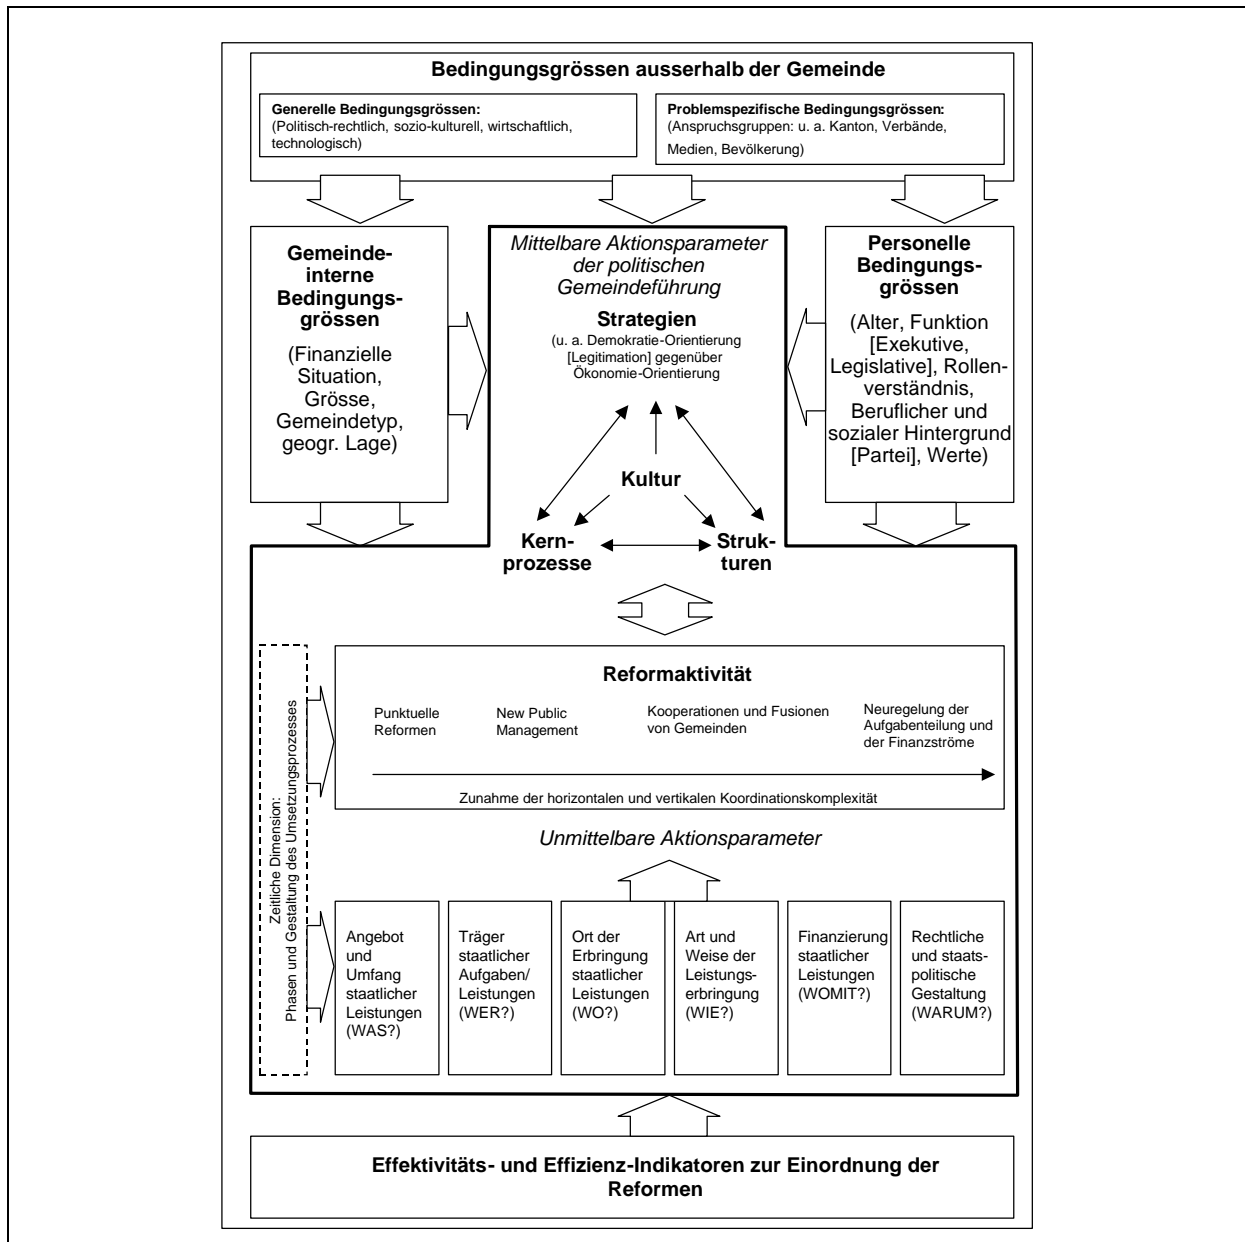 Bedingungsgrössen ausserhalb der Gemeinde
Generelle Bedingungsgrössen:
(Politisch-rechtlich, sozio-kulturell, wirtschaftlich,
technologisch)
Problemspezifische Bedingungsgrössen:
(Anspruchsgruppen: u. a. Kanton, Verbände,
Medien, Bevölkerung)
Gemeinde-
interne
Bedingungs-
grössen
(Finanzielle
Situation,
Grösse,
Gemeindetyp,
geogr. Lage)
Mittelbare Aktionsparameter
der politischen
Gemeindeführung
Strategien
(u. a. Demokratie-Orientierung
[Legitimation] gegenüber
Ökonomie-Orientierung
Kultur
Kern-
prozesse
Struk-
turen
Personelle
Bedingungs-
grössen
(Alter, Funktion
[Exekutive,
Legislative], Rollen-
verständnis,
Beruflicher und
sozialer Hintergrund
[Partei], Werte)
Zeitliche Dimension:
Phasen und Gestaltung des Umsetzungsprozesses
Reformaktivität
Punktuelle
Reformen
New Public
Management
Kooperationen und Fusionen
von Gemeinden
Neuregelung der
Aufgabenteilung und
der Finanzströme
Zunahme der horizontalen und vertikalen Koordinationskomplexität
Unmittelbare Aktionsparameter
Angebot
und
Umfang
staatlicher
Leistungen
(WAS?)
Träger
staatlicher
Aufgaben/
Leistungen
(WER?)
Ort der
Erbringung
staatlicher
Leistungen
(WO?)
Art und
Weise der
Leistungs-
erbringung
(WIE?)
Finanzierung
staatlicher
Leistungen
(WOMIT?)
Rechtliche
und staats-
politische
Gestaltung
(WARUM?)
Effektivitäts- und Effizienz-Indikatoren zur Einordnung der
Reformen